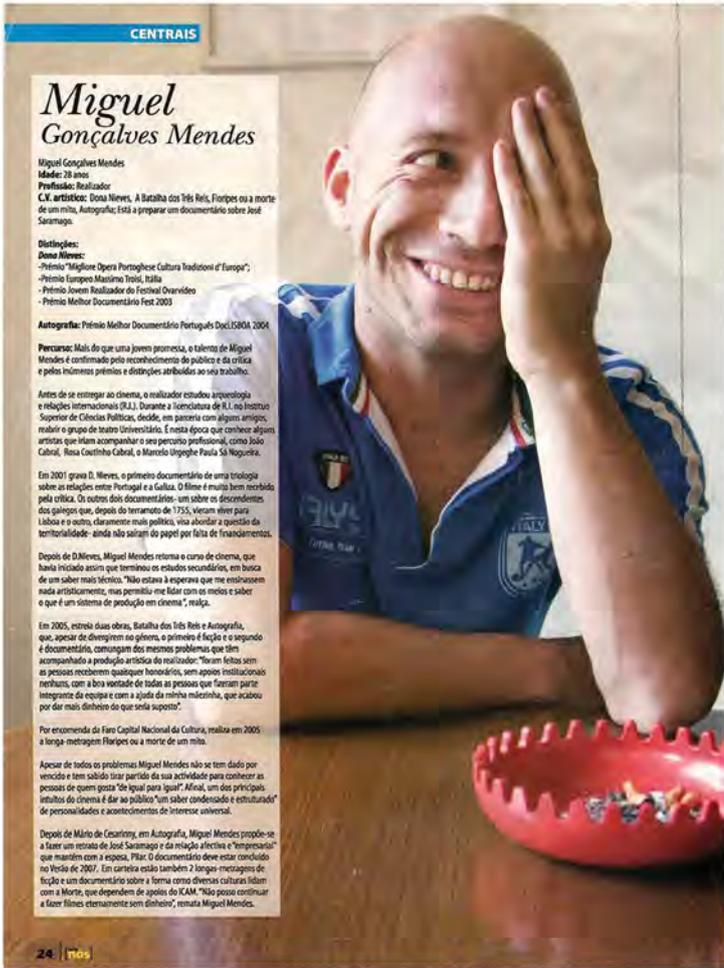 CENTRAIS
Miguel
Gonçalves Mendes
Miguel Gonçalves Mendes
Idade: 28 anos
Profissão: Realizador
C.V. artístico: Dona Nieves, A Batalha dos Três Reis, Floripes ou a morte
de um mito, Autografia; Está a preparar um documentário sobre José
Saramago.
Distinções:
Dona Nieves:
-Prémio "Migliore Opera Portoghese Cultura Tradizioni d' Europa";
-Prémio Europeo Massimo Troisi, Itália
- Prémio Jovem Realizador do Festival Ovarvídeo
- Prémio Melhor Documentário Fest 2003
Autografia: Prémio Melhor Documentário Português Doc.LISBOA 2004
Percurso: Mais do que uma jovem promessa, o talento de Miguel
Mendes é confirmado pelo reconhecimento do público e da crítica
e pelos inúmeros prémios e distinções atribuídas ao seu trabalho.
Antes de se entregar ao cinema, o realizador estudou arqueologia
e relações internacionais (R.I.). Durante a licenciatura de R.I. no Instituo
Superior de Ciências Políticas, decide, em parceria com alguns amigos,
reabrir o grupo de teatro Universitário. É nesta época que conhece alguns
artistas que iriam acompanhar o seu percurso profissional, como João
Cabral, Rosa Coutinho Cabral, o Marcelo Urgeghe Paula Sá Nogueira.
Em 2001 grava D. Nieves, o primeiro documentário de uma triologia
sobre as relações entre Portugal e a Galiza. O filme é muito bem recebido
pela crítica. Os outros dois documentários- um sobre os descendentes
dos galegos que, depois do terramoto de 1755, vieram viver para
Lisboa e o outro, claramente mais político, visa abordar a questão da
territorialidade- ainda não saíram do papel por falta de financiamentos.
Depois de D.Nieves, Miguel Mendes retoma o curso de cinema, que
havia iniciado assim que terminou os estudos secundários, em busca
de um saber mais técnico. "Não estava à esperava que me ensinassem
nada artisticamente, mas permitiu-me lidar com os meios e saber
o que é um sistema de produção em cinema", realça.
Em 2005, estreia duas obras, Batalha dos Três Reis e Autografia,
que, apesar de divergirem no género, o primeiro é ficção e o segundo
é documentário, comungam dos mesmos problemas que têm
acompanhado a produção artística do realizador: "foram feitos sem
as pessoas receberem quaisquer honorários, sem apoios institucionais
nenhuns, com a boa vontade de todas as pessoas que fizeram parte
integrante da equipa e com a ajuda da minha mãezinha, que acabou
por dar mais dinheiro do que seria suposto".
Por encomenda da Faro Capital Nacional da Cultura, realiza em 2005
a longa-metragem Floripes ou a morte de um mito.
Apesar de todos os problemas Miguel Mendes não se tem dado por
vencido e tem sabido tirar partido da sua actividade para conhecer as
pessoas de quem gosta "de igual para igual". Afinal, um dos principais
intuitos do cinema é dar ao público "um saber condensado e estruturado"
de personalidades e acontecimentos de interesse universal.
Depois de Mário de Cesarinny, em Autografia, Miguel Mendes propõe-se
a fazer um retrato de José Saramago e da relação afectiva e "empresarial"
que mantém com a esposa, Pilar. O documentário deve estar concluído
no Verão de 2007. Em carteira estão também 2 longas-metragens de
ficção e um documentário sobre a forma como diversas culturas lidam
com a Morte, que dependem de apoios do ICAM. "Não posso continuar
a fazer filmes eternamente sem dinheiro", remata Miguel Mendes.
ITALY
24
nós